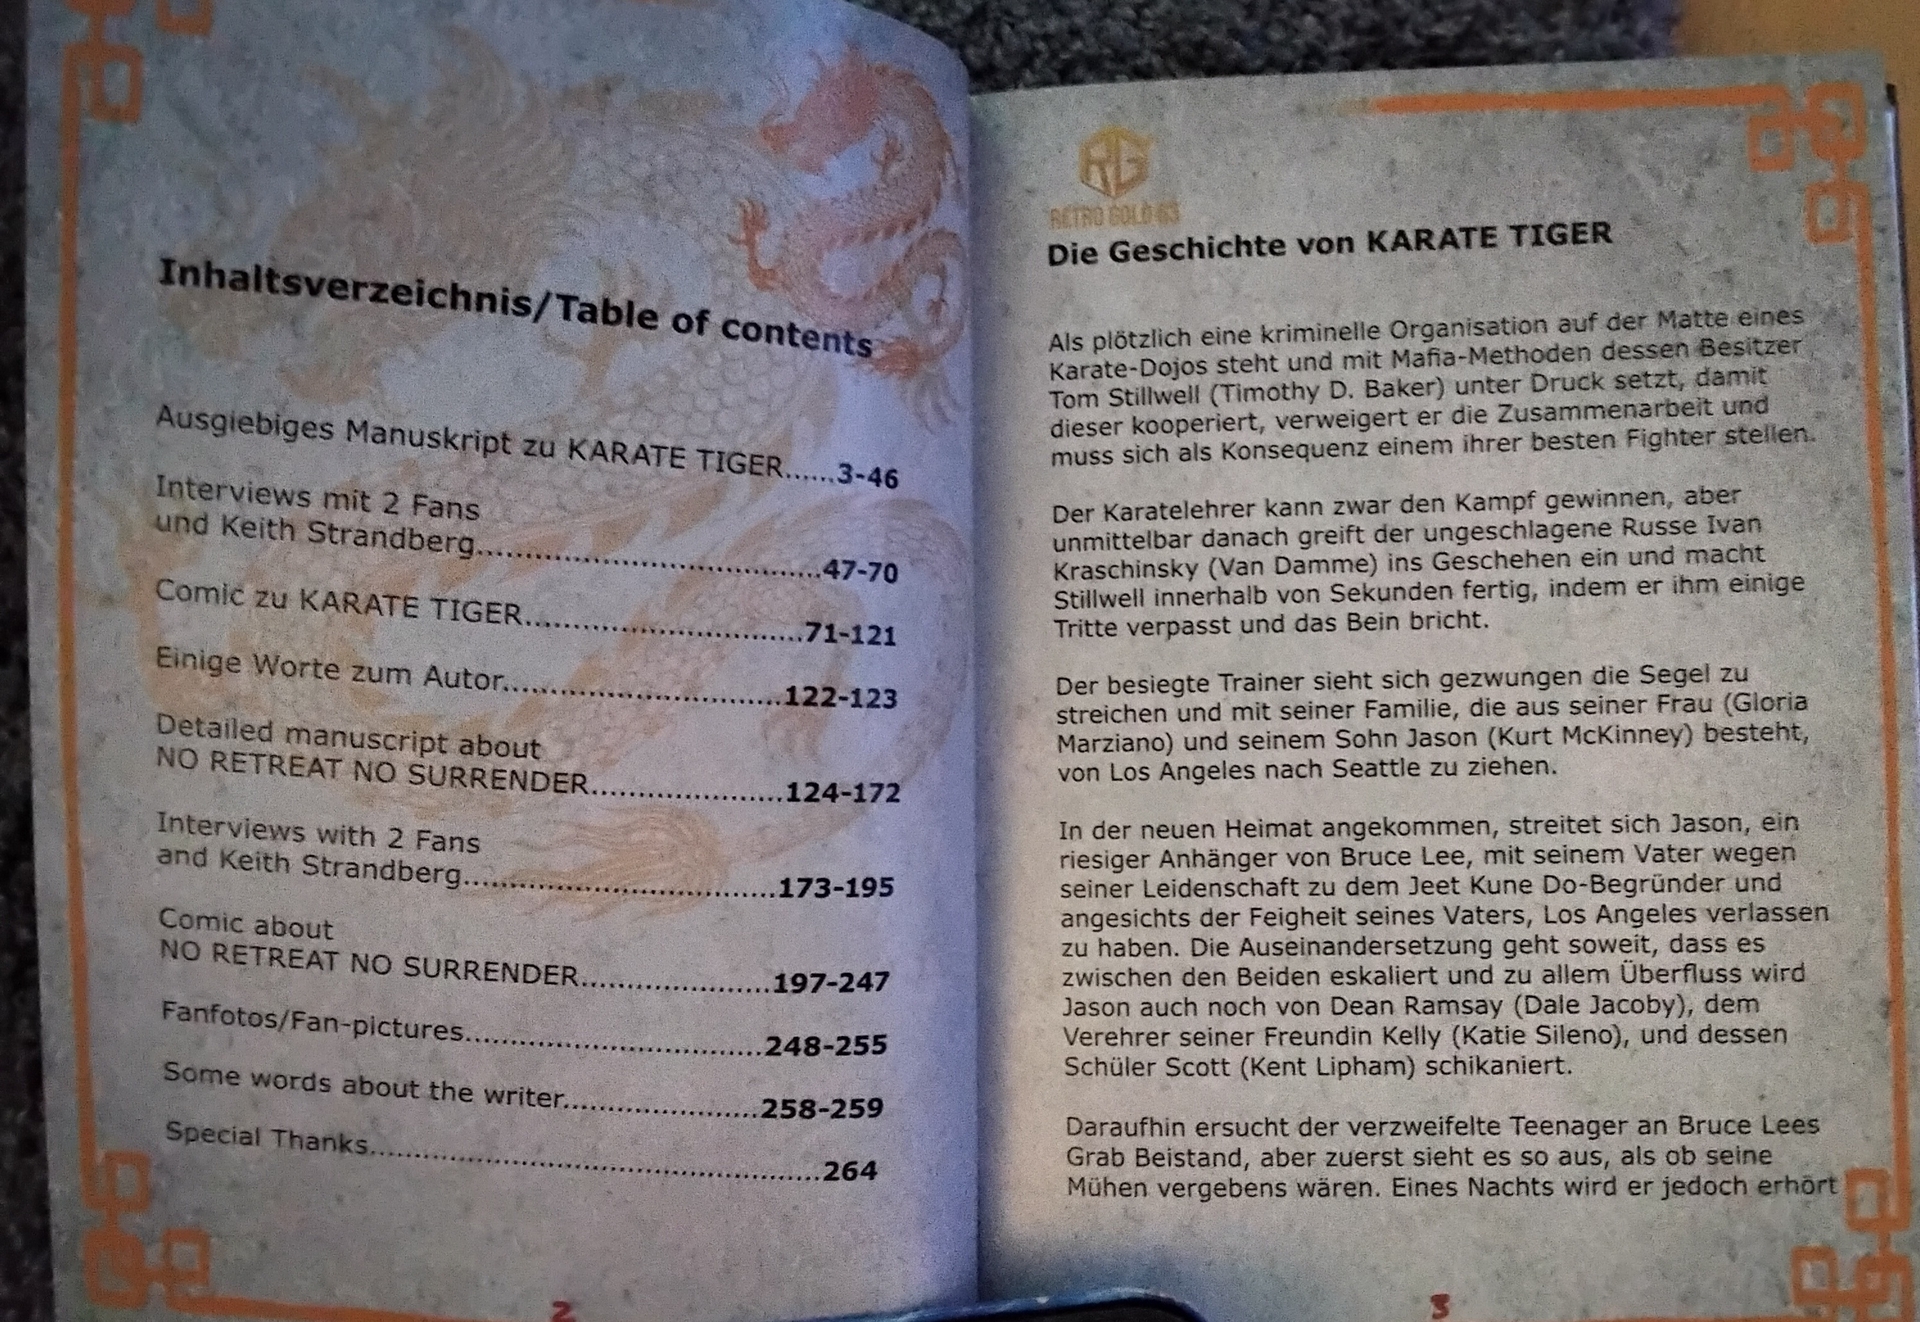 Inhaltsverzeichnis/Table of contents
Ausgiebiges Manuskript zu KARATE TIGER......3-46
Interviews mit 2 Fans
und Keith Strandberg....................................47-70
Comic zu KARATE TIGER.............................71-121
Einige Worte zum Autor.............................122-123
Detailed manuscript about
NO RETREAT NO SURRENDER....................124-172
Interviews with 2 Fans
and Keith Strandberg.................................173-195
Comic about
NO RETREAT NO SURRENDER....................197-247
Fanfotos/Fan-pictures................................248-255
Some words about the writer.....................258-259
Special Thanks................................................264
2
RG
RETRO GOLD 63
Die Geschichte von KARATE TIGER
Als plötzlich eine kriminelle Organisation auf der Matte eines
Karate-Dojos steht und mit Mafia-Methoden dessen Besitzer
Tom Stillwell (Timothy D. Baker) unter Druck setzt, damit
dieser kooperiert, verweigert er die Zusammenarbeit und
muss sich als Konsequenz einem ihrer besten Fighter stellen.
Der Karatelehrer kann zwar den Kampf gewinnen, aber
unmittelbar danach greift der ungeschlagene Russe Ivan
Kraschinsky (Van Damme) ins Geschehen ein und macht
Stillwell innerhalb von Sekunden fertig, indem er ihm einige
Tritte verpasst und das Bein bricht.
Der besiegte Trainer sieht sich gezwungen die Segel zu
streichen und mit seiner Familie, die aus seiner Frau (Gloria
Marziano) und seinem Sohn Jason (Kurt McKinney) besteht,
von Los Angeles nach Seattle zu ziehen.
In der neuen Heimat angekommen, streitet sich Jason, ein
riesiger Anhänger von Bruce Lee, mit seinem Vater wegen
seiner Leidenschaft zu dem Jeet Kune Do-Begründer und
angesichts der Feigheit seines Vaters, Los Angeles verlassen
zu haben. Die Auseinandersetzung geht soweit, dass es
zwischen den Beiden eskaliert und zu allem Überfluss wird
Jason auch noch von Dean Ramsay (Dale Jacoby), dem
Verehrer seiner Freundin Kelly (Katie Sileno), und dessen
Schüler Scott (Kent Lipham) schikaniert.
Daraufhin ersucht der verzweifelte Teenager an Bruce Lees
Grab Beistand, aber zuerst sieht es so aus, als ob seine
Mühen vergebens wären. Eines Nachts wird er jedoch erhört
3